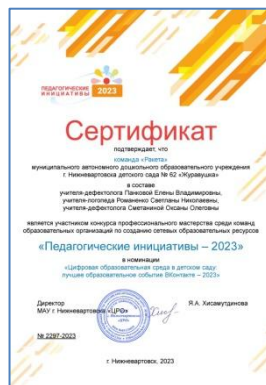 ПЕДАГОГИЧЕСКИЕ
ИНИЦИАТИВЫ 2023
Сертификат
подтверждает, что
команда «Ракета»
муниципального автономного дошкольного образовательного учреждения
г. Нижневартовска детского сада № 62 «Журавушка»
в составе
учителя-дефектолога Панковой Елены Владимировны,
учителя-логопеда Романенко Светланы Николаевны,
учителя-дефектолога Сметаниной Оксаны Олеговны
является участником конкурса профессионального мастерства среди команд
образовательных организаций по созданию сетевых образовательных ресурсов
«Педагогические инициативы – 2023»
в номинации
«Цифровая образовательная среда в детском саду:
лучшее образовательное событие ВКонтакте – 2023»
Директор
МАУ г. Нижневартовска «ЦРО»
Я.А. Хисамутдинова
№ 2297-2023
г. Нижневартовск, 2023